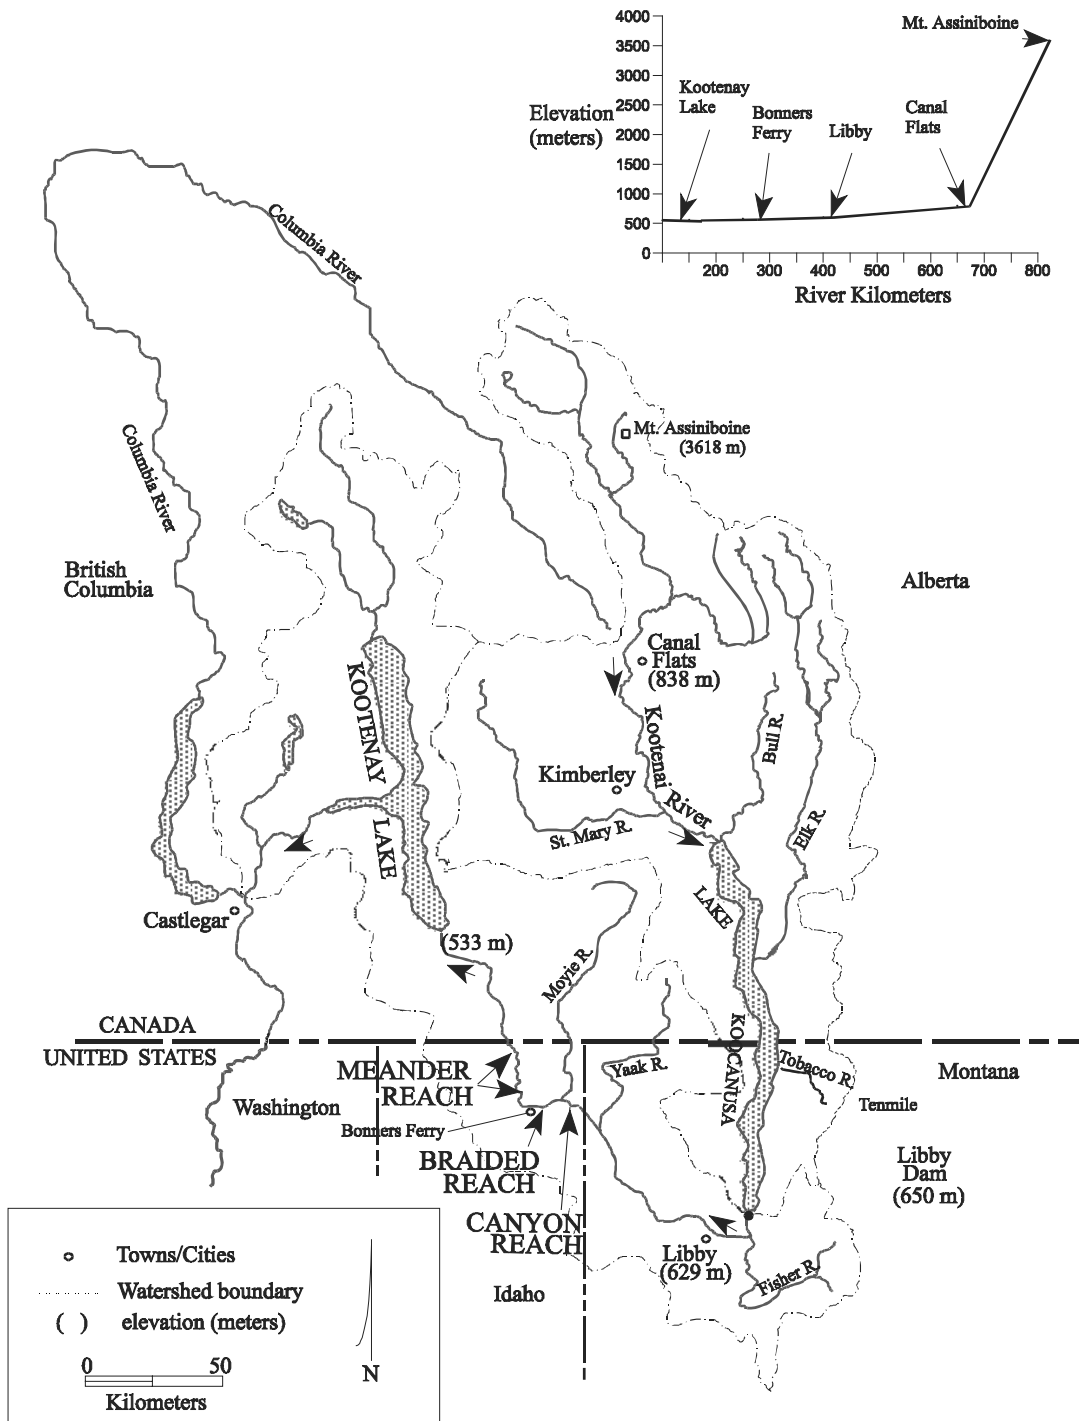 4000
3500
3000
2500
2000
1500
1000
500
0
Elevation
(meters)
Mt. Assiniboine
Kootenay
Lake
Bonners
Ferry
Libby
Canal
Flats
200 300 400 500 600 700 800
River Kilometers
Columbia River
Columbia River
Mt. Assiniboine
(3618 m)
British
Columbia
Alberta
Canal
Flats
(838 m)
KOOTENAY
LAKE
Kootenai
River
Bull R.
Kimberley
St. Mary R.
Elk R.
LAKE
KOOCANUSA
Castlegar
(533 m)
Moyie R.
CANADA
UNITED STATES
MEANDER
REACH
Yaak R.
Tobacco R.
Montana
Tenmile
Washington
Bonners Ferry
BRAIDED
REACH
Libby
Dam
(650 m)
CANYON
REACH
Libby
(629 m)
Fisher R.
Idaho
Towns/Cities
Watershed boundary
( ) elevation (meters)
0 50
Kilometers
N